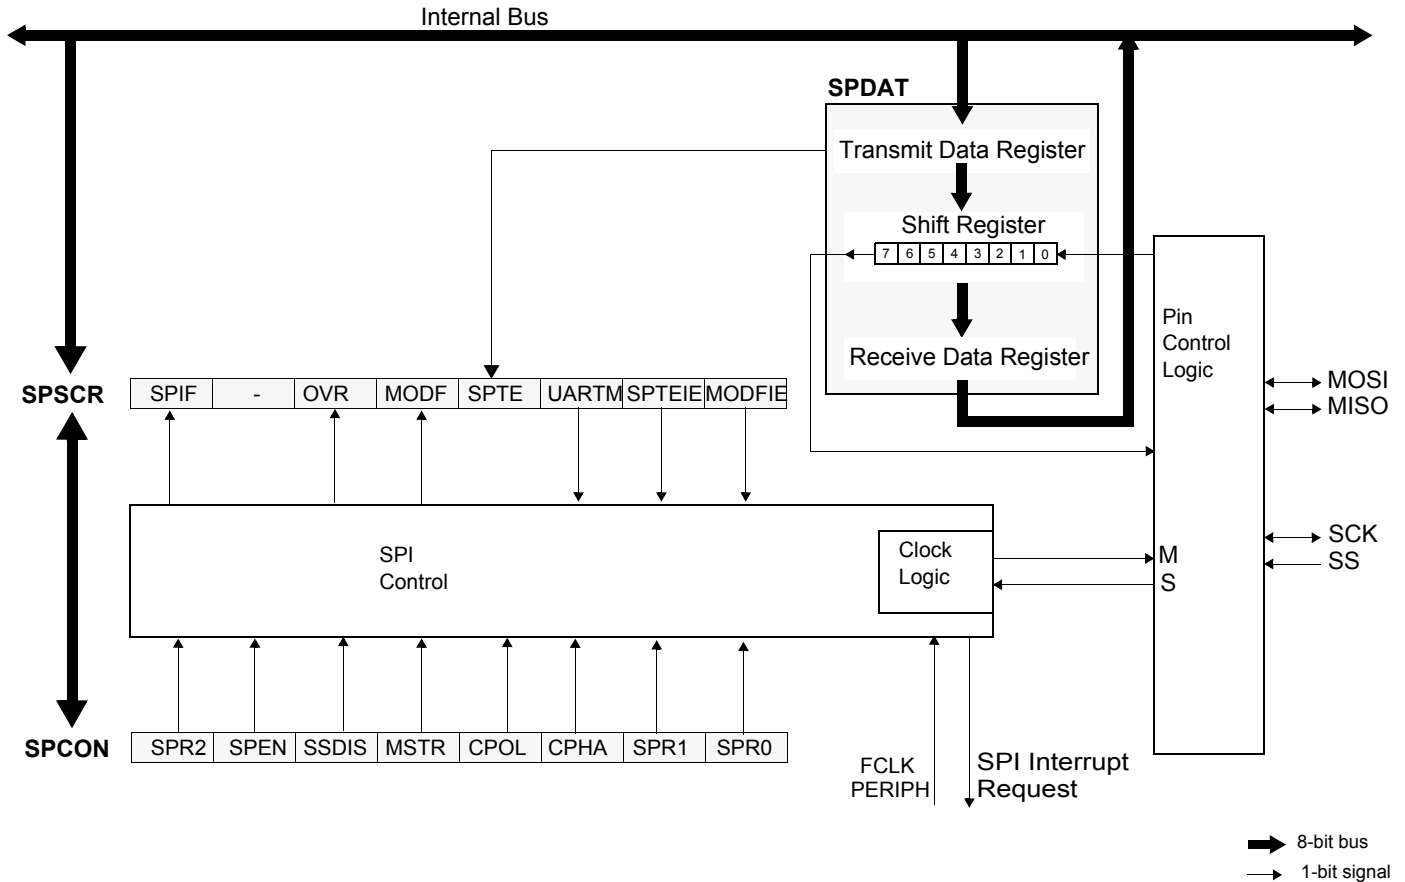 Internal Bus
SPDAT
Transmit Data Register
Shift Register
7 6 5 4 3 2 1 0
Receive Data Register
Pin
Control
Logic
MOSI
MISO
SCK
SS
M
S
SPSCR
SPIF - OVR MODF SPTE UARTM SPTEIE MODFIE
SPI
Control
Clock
Logic
SPCON
SPR2 SPEN SSDIS MSTR CPOL CPHA SPR1 SPR0
FCLK
PERIPH
SPI Interrupt
Request
8-bit bus
1-bit signal